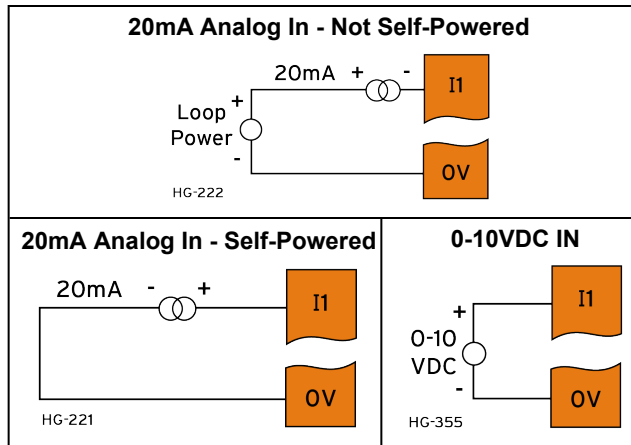 20mA Analog In - Not Self-Powered
20mA + -
I1
+
Loop
Power
-
0V
HG-222
20mA Analog In - Self-Powered
20mA - +
I1
0V
HG-221
0-10VDC IN
I1
+
0-10
VDC
-
0V
HG-355